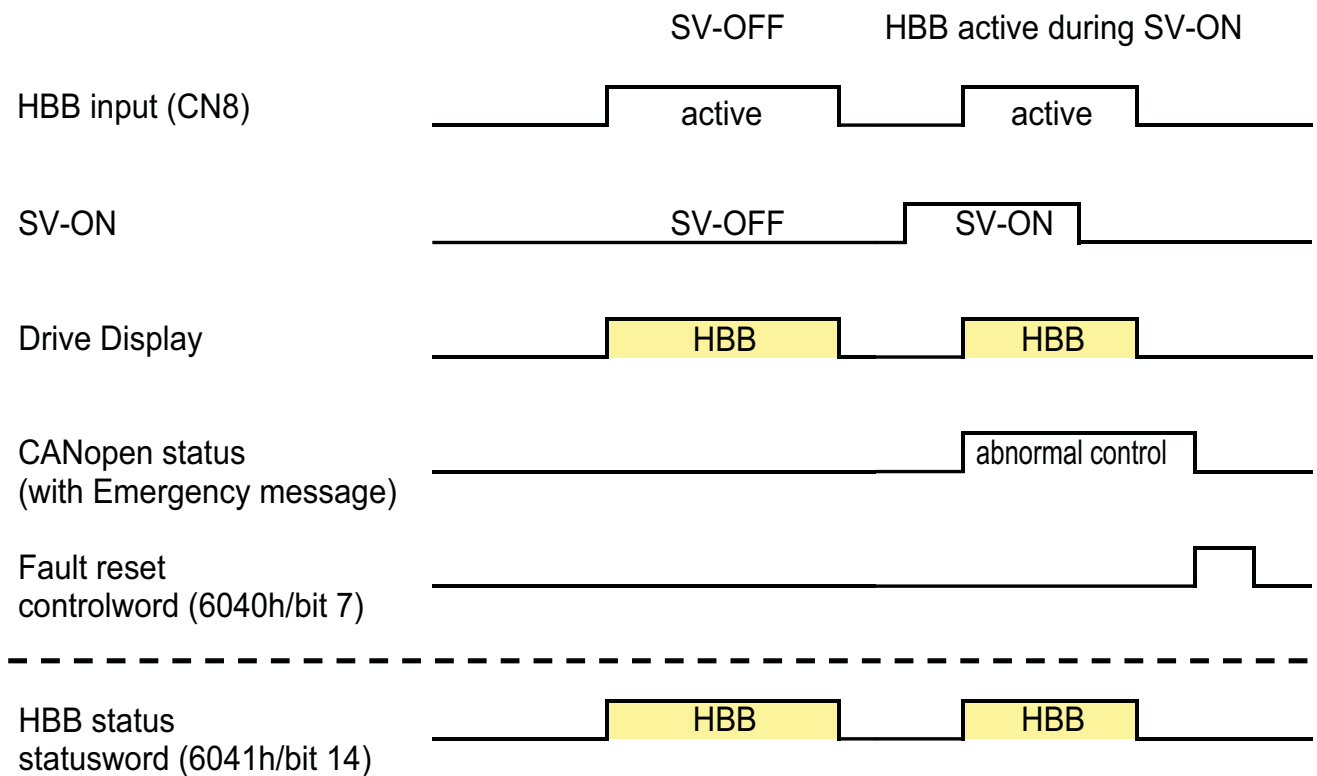 SV-OFF HBB active during SV-ON
HBB input (CN8) active active
SV-ON SV-OFF SV-ON
Drive Display HBB HBB
CANopen status abnormal control
(with Emergency message)
Fault reset
controlword (6040h/bit 7)
HBB status HBB HBB
statusword (6041h/bit 14)